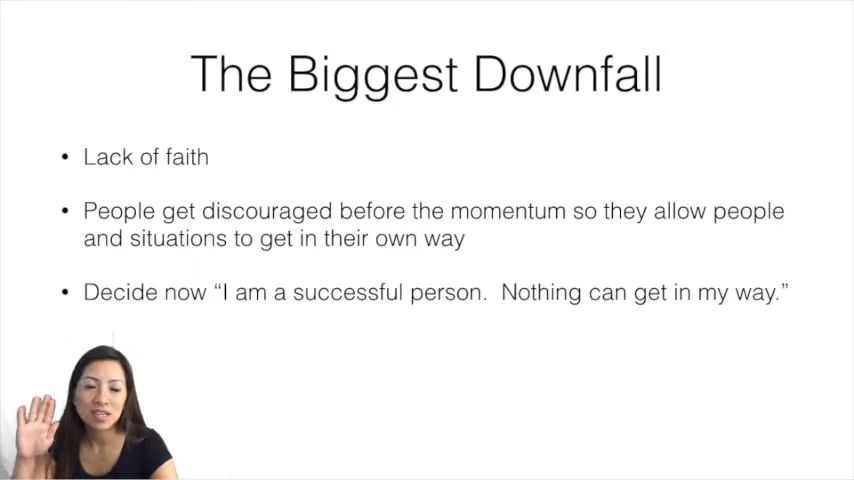 The Biggest Downfall
• Lack of faith
• People get discouraged before the momentum so they allow people
and situations to get in their own way
• Decide now “I am a successful person.  Nothing can get in my way.”